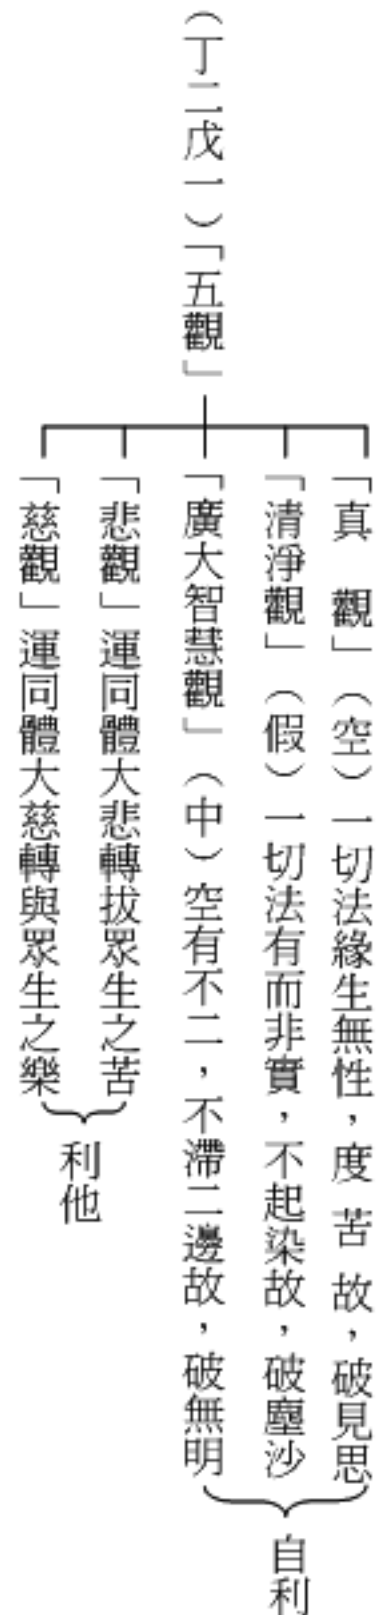 （丁二戊一）「五觀」
「真觀」（空）一切法緣生無性，度苦故，破見思
「清淨觀」（假）一切法有而非實，不起染故，破塵沙
「廣大智慧觀」（中）空有不二，不滯二邊故，破無明
自利
「悲觀」運同體大悲轉拔眾生之苦
「慈觀」運同體大慈轉與眾生之樂
利他